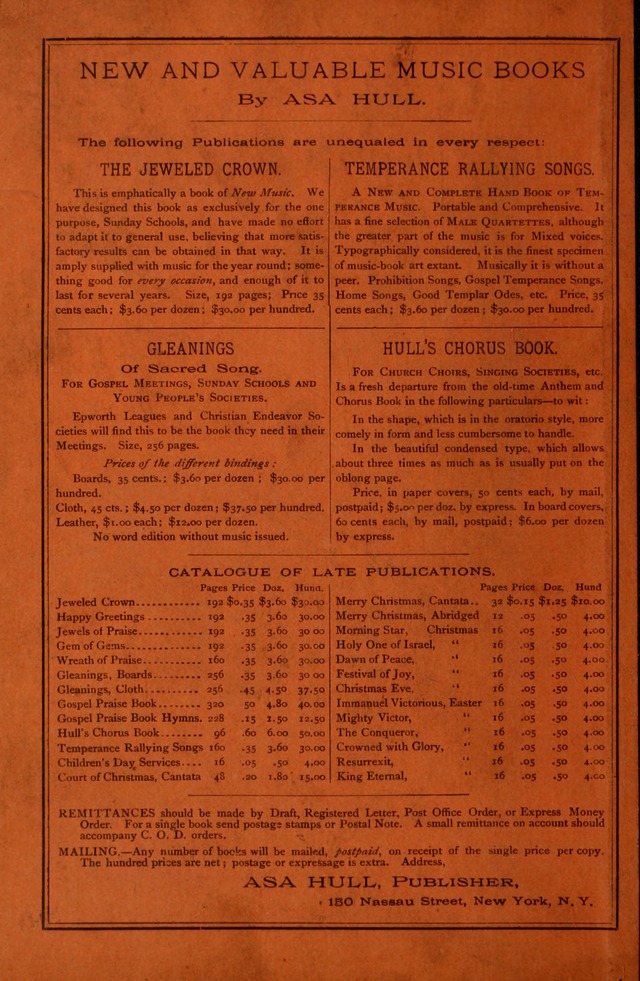 NEW AND VALUABLE MUSIC BOOKS
By ASA HULL.
The following Publications are unequaled in every respect:
THE JEWELED CROWN.
This is emphatically a book of New Music. We
have designed this book as exclusively for the one
purpose, Sunday Schools, and have made no effort
to adapt it to general use, believing that more satis-
factory results can be obtained in that way. It is
amply supplied with music for the year round; some-
thing good for every occasion, and enough of it to
last for several years. Size, 192 pages; Price 35
cents each; $3.60 per dozen; $30.00 per hundred.
GLEANINGS
Of Sacred Song.
FOR GOSPEL MEETINGS, SUNDAY SCHOOLS AND
YOUNG PEOPLE'S SOCIETIES.
Epworth Leagues and Christian Endeavor So-
cieties will find this to be the book they need in their
Meetings. Size, 256 pages.
Prices of the different bindings:
Boards, 35 cents.; $3.60 per dozen; $30.00 per
hundred.
Cloth, 45 cts.; $4.50 per dozen; $37.50 per hundred.
Leather, $1.00 each; $12.00 per dozen.
No word edition without music issued.
TEMPERANCE RALLYING SONGS.
A NEW AND COMPLETE HAND BOOK OF TEM-
PERANCE MUSIC. Portable and Comprehensive. It
has a fine selection of MALE QUARTETTES, although
the greater part of the music is for Mixed voices.
Typographically considered, it is the finest specimen
of music-book art extant. Musically it is without a
peer. Prohibition Songs, Gospel Temperance Songs,
Home Songs, Good Templar Odes, etc. Price, 35
cents each; $3.60 per dozen; $30.00 per hundred.
HULL'S CHORUS BOOK.
FOR CHURCH CHOIRS, SINGING SOCIETIES, etc.
Is a fresh departure from the old-time Anthem and
Chorus Book in the following particulars—to wit:
In the shape, which is in the oratorio style, more
comely in form and less cumbersome to handle.
In the beautiful condensed type, which allows
about three times as much as is usually put on the
oblong page.
Price, in paper covers, 50 cents each, by mail,
postpaid; $5.00 per doz. by express. In board covers,
60 cents each, by mail, postpaid; $6.00 per dozen
by express.
CATALOGUE OF LATE PUBLICATIONS.
Pages Price Doz. Hund.
Jeweled Crown............ 192 $0.35 $3.60 $30.00
Happy Greetings.......... 192 .35 3.60 30.00
Jewels of Praise............ 192 .35 3.60 30 00
Gem of Gems............. 192 .35 3.60 30.00
Wreath of Praise........... 160 .35 3.60 30.00
Gleanings, Boards......... 256 .35 3.60 30 00
Gleanings, Cloth.......... 256 .45 4.50 37.50
Gospel Praise Book........ 320 50 4.80 40.00
Gospel Praise Book Hymns. 228 .15 1.50 12.50
Hull's Chorus Book........ 96 .60 6.00 50.00
Temperance Rallying Songs 160 .35 3.60 30.00
Children's Day Services.... 16 .05 .50 4.00
Court of Christmas, Cantata 48 .20 1.80 15.00
Pages Price Doz. Hund
Merry Christmas, Cantata.. 32 $0.15 $1.25 $10.00
Merry Christmas, Abridged 12 .05 .50 4.00
Morning Star, Christmas 16 .05 .50 4.00
Holy One of Israel, " 16 .05 .50 4.00
Dawn of Peace, " 16 .05 .50 4.00
Festival of Joy, " 16 .05 .50 4.00
Christmas Eve, " 16 .05 .50 4.00
Immanuel Victorious, Easter 16 .05 .50 4.00
Mighty Victor, " 16 .05 .50 4.00
The Conqueror, " 16 .05 .50 4.00
Crowned with Glory, " 16 .05 .50 4.00
Resurrexit, " 16 .05 .50 4.00
King Eternal, " 16 .05 .50 4.00
REMITTANCES should be made by Draft, Registered Letter, Post Office Order, or Express Money
Order. For a single book send postage stamps or Postal Note. A small remittance on account should
accompany C. O. D. orders.
MAILING.—Any number of books will be mailed, postpaid, on receipt of the single price per copy.
The hundred prices are net; postage or expressage is extra. Address,
ASA HULL, PUBLISHER,
150 Nassau Street, New York, N. Y.